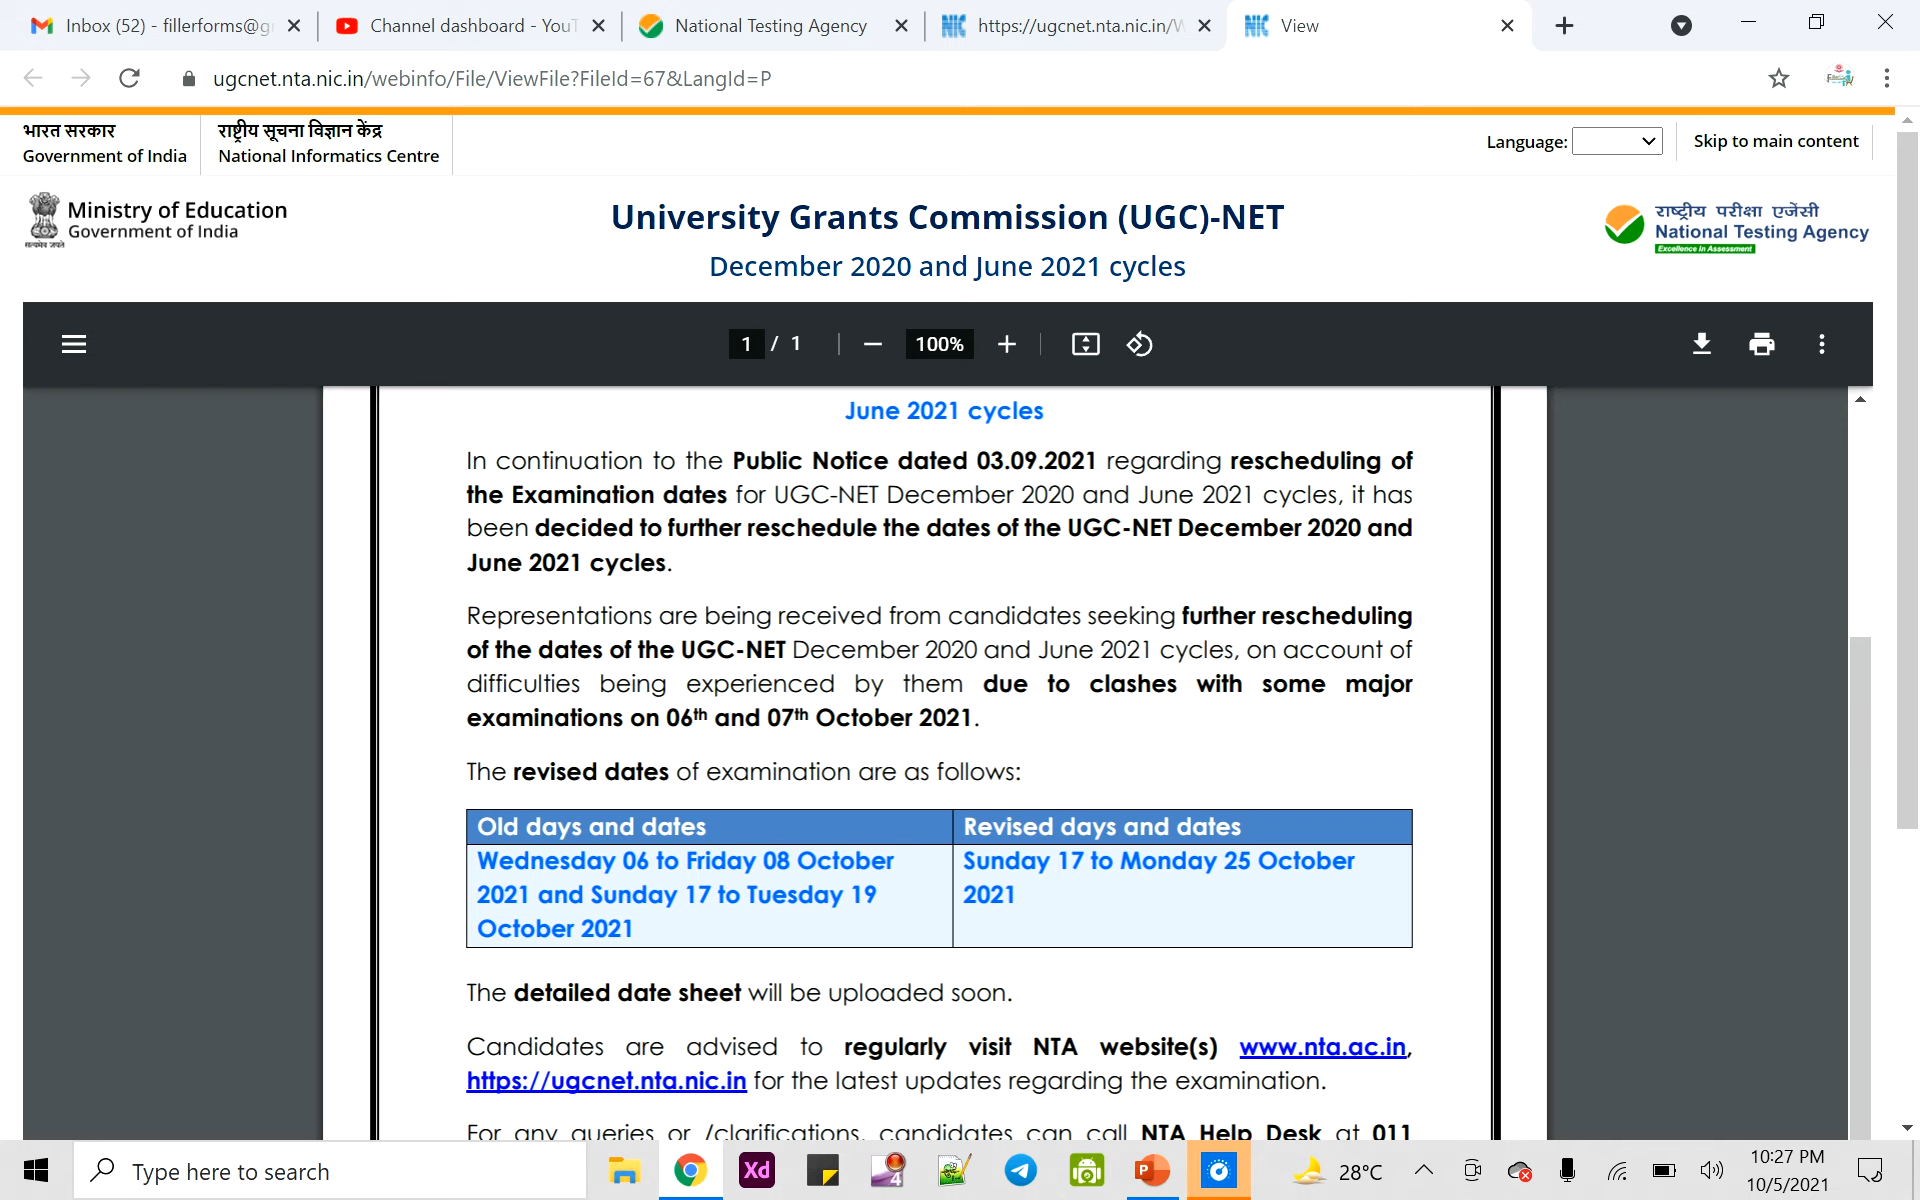 Inbox (52) - fillerforms@g
Channel dashboard - YouT
National Testing Agency
https://ugcnet.nta.nic.in/W
View
ugcnet.nta.nic.in/webinfo/File/ViewFile?FileId=67&LangId=P
भारत सरकार
Government of India
राष्ट्रीय सूचना विज्ञान केंद्र
National Informatics Centre
Language:
Skip to main content
Ministry of Education
Government of India
सत्यमेव जयते
University Grants Commission (UGC)-NET
December 2020 and June 2021 cycles
राष्ट्रीय परीक्षा एजेंसी
National Testing Agency
Excellence in Assessment
1 / 1
100%
June 2021 cycles
In continuation to the Public Notice dated 03.09.2021 regarding rescheduling of
the Examination dates for UGC-NET December 2020 and June 2021 cycles, it has
been decided to further reschedule the dates of the UGC-NET December 2020 and
June 2021 cycles.
Representations are being received from candidates seeking further rescheduling
of the dates of the UGC-NET December 2020 and June 2021 cycles, on account of
difficulties being experienced by them due to clashes with some major
examinations on 06th and 07th October 2021.
The revised dates of examination are as follows:
Old days and dates
Revised days and dates
Wednesday 06 to Friday 08 October
2021 and Sunday 17 to Tuesday 19
October 2021
Sunday 17 to Monday 25 October
2021
The detailed date sheet will be uploaded soon.
Candidates are advised to regularly visit NTA website(s) www.nta.ac.in,
https://ugcnet.nta.nic.in for the latest updates regarding the examination.
For any queries or /clarifications, candidates can call NTA Help Desk at 011
Type here to search
Xd
4
P
28°C
10:27 PM
10/5/2021